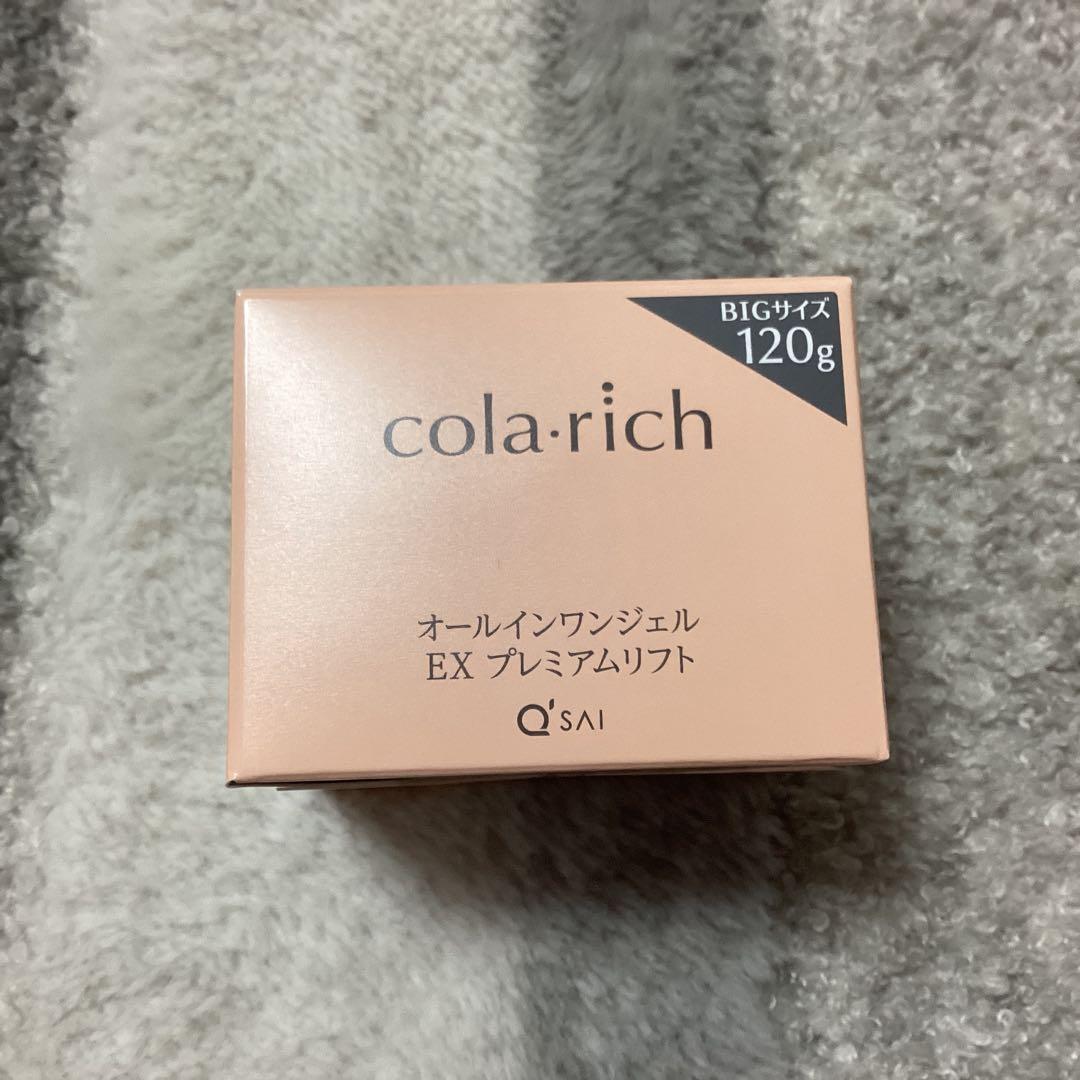 BIGサイズ
120g
cola・rich
オールインワンジェル
EX プレミアムリフト
Q'SAI